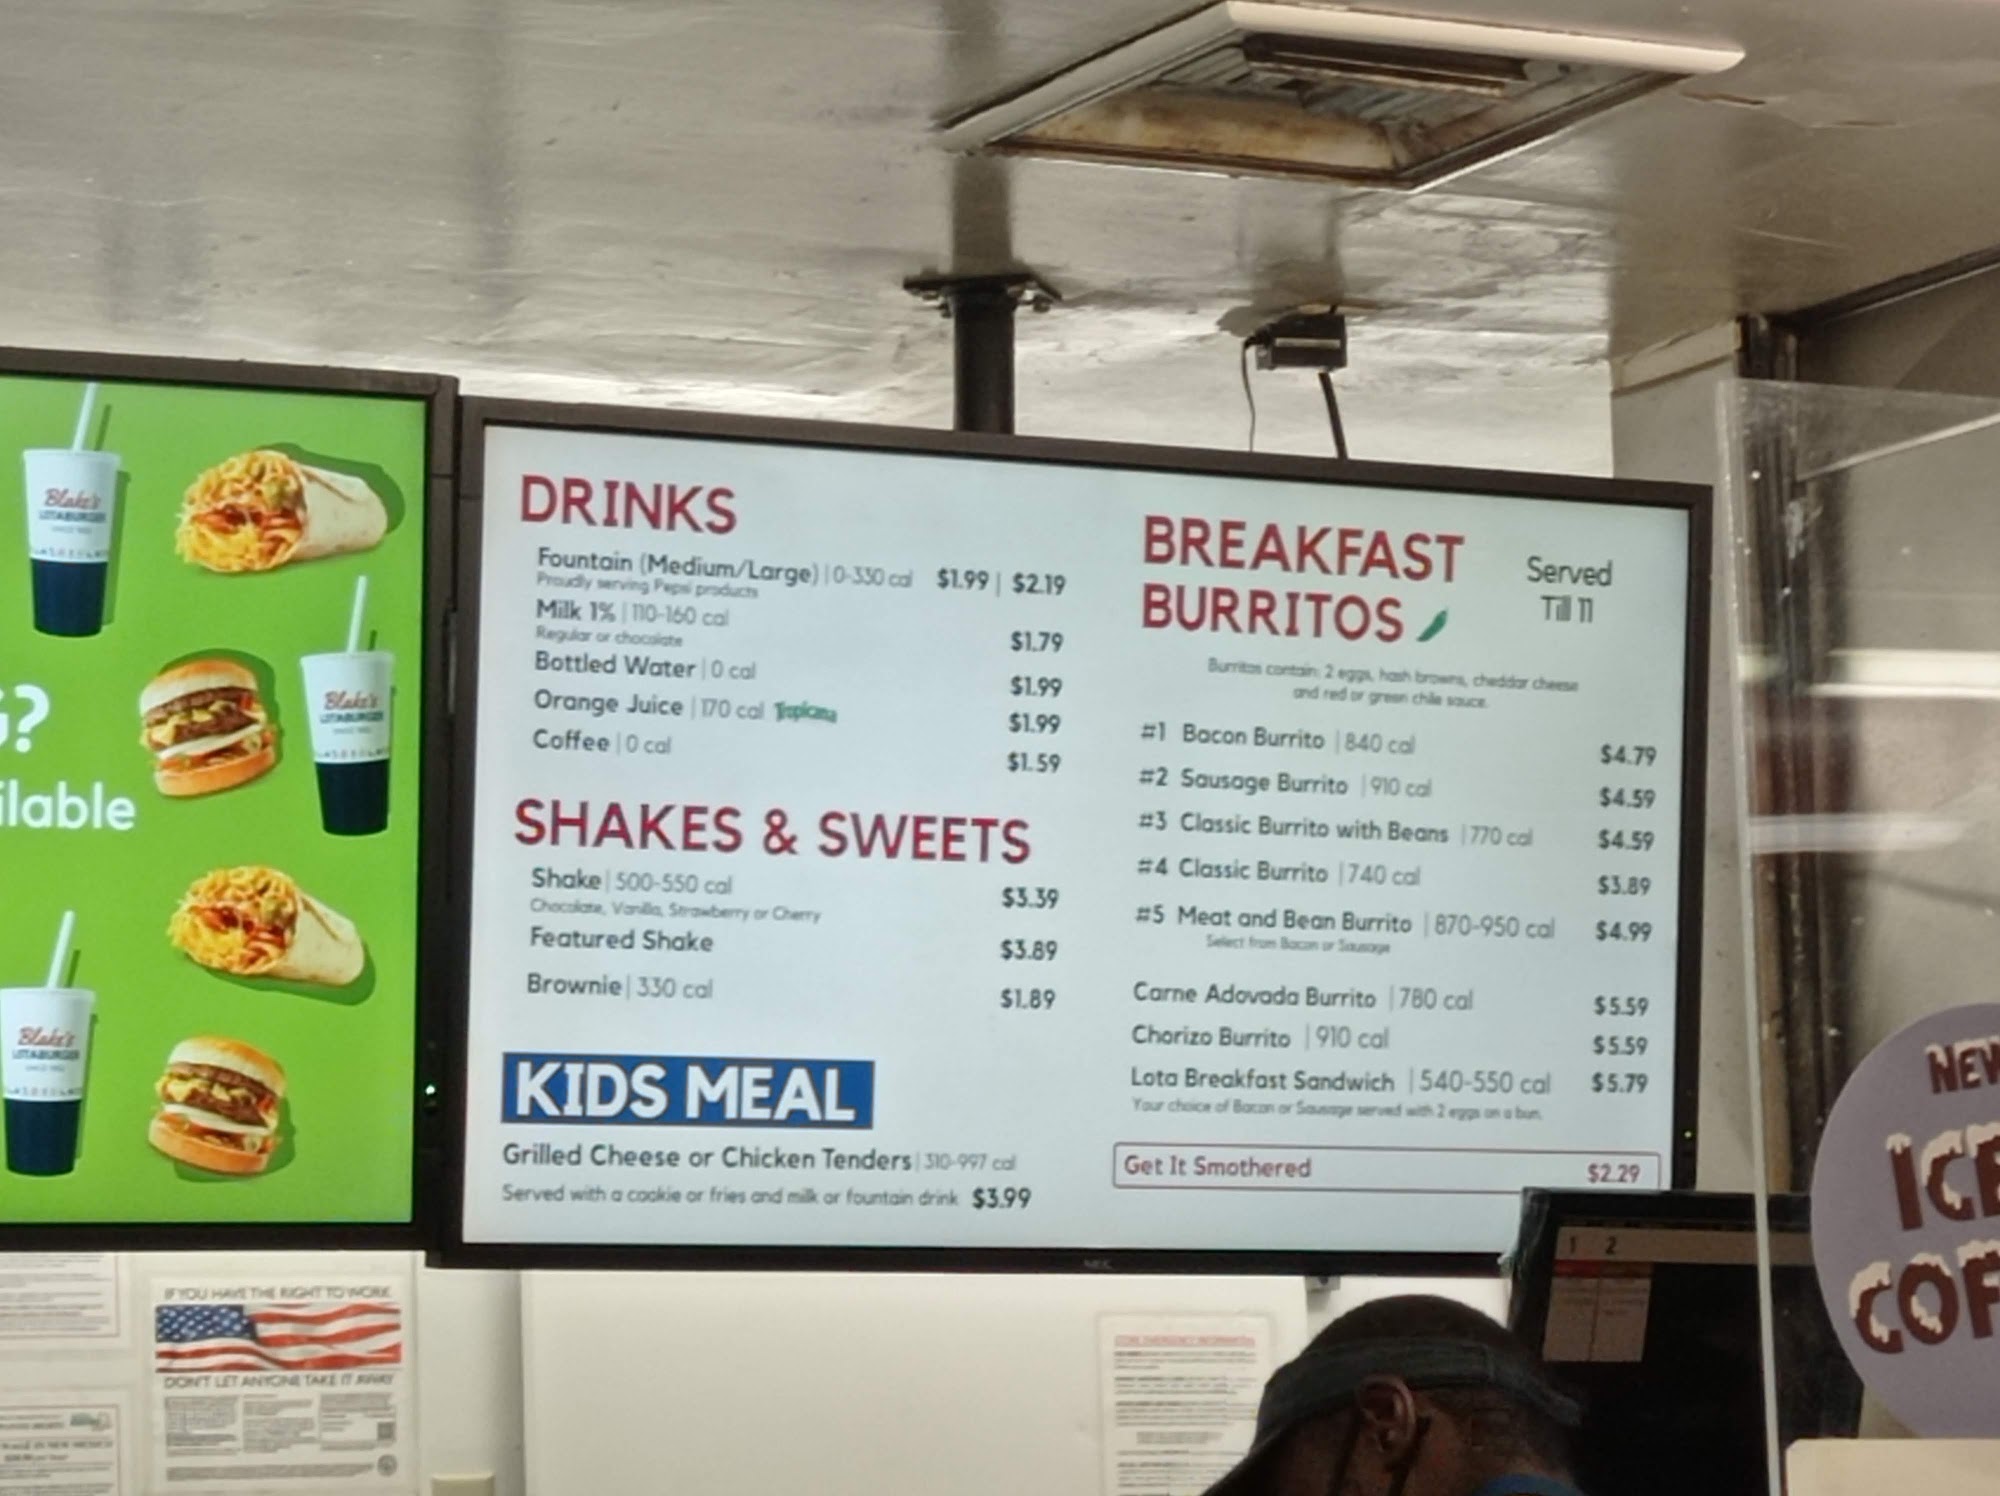 Blake's
LOTABURGER
Blake's
LOTABURGER
?
ilable
Blake's
LOTABURGER
DRINKS
Fountain (Medium/Large) | 0-330 cal $1.99 | $2.19
Proudly serving Pepsi products
Milk 1% | 110-160 cal $1.79
Regular or chocolate
Bottled Water | 0 cal $1.99
Orange Juice | 170 cal Tropicana $1.99
Coffee | 0 cal $1.59
SHAKES & SWEETS
Shake | 500-550 cal $3.39
Chocolate, Vanilla, Strawberry or Cherry
Featured Shake $3.89
Brownie | 330 cal $1.89
KIDS MEAL
Grilled Cheese or Chicken Tenders | 310-997 cal
Served with a cookie or fries and milk or fountain drink $3.99
BREAKFAST
BURRITOS
Served
Till 11
Burritos contain: 2 eggs, hash browns, cheddar cheese
and red or green chile sauce.
#1 Bacon Burrito | 840 cal $4.79
#2 Sausage Burrito | 910 cal $4.59
#3 Classic Burrito with Beans | 770 cal $4.59
#4 Classic Burrito | 740 cal $3.89
#5 Meat and Bean Burrito | 870-950 cal $4.99
Select from Bacon or Sausage
Carne Adovada Burrito | 780 cal $5.59
Chorizo Burrito | 910 cal $5.59
Lota Breakfast Sandwich | 540-550 cal $5.79
Your choice of Bacon or Sausage served with 2 eggs on a bun.
Get It Smothered $2.29
NEC
1 2
NEW
ICE
COF
IF YOU HAVE THE RIGHT TO WORK
DON'T LET ANYONE TAKE IT AWAY
STORE EMERGENCY INFORMATION